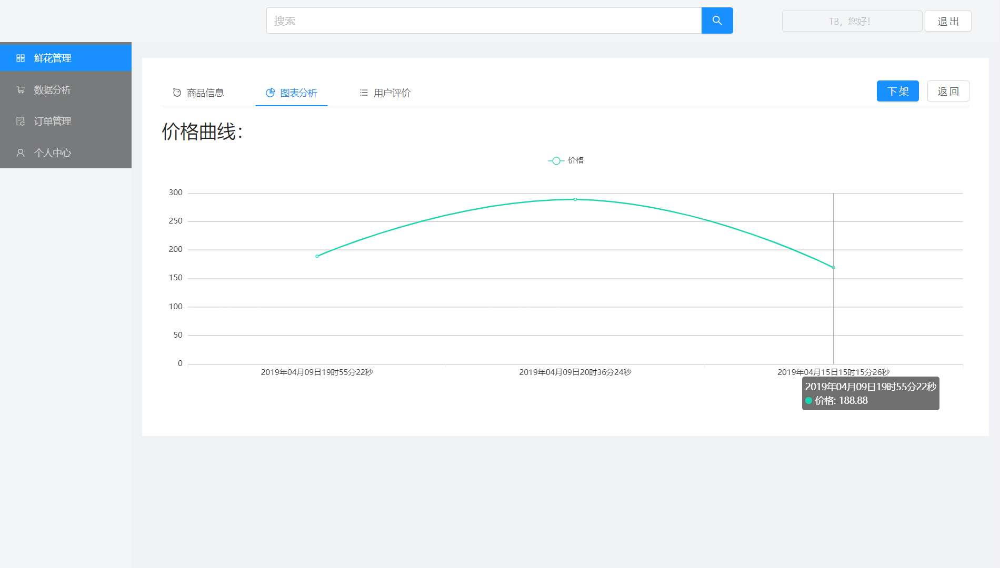 搜索
TB，您好！
退 出
鲜花管理
数据分析
订单管理
个人中心
商品信息
图表分析
用户评价
下 架
返 回
价格曲线：
价格
300
250
200
150
100
50
0
2019年04月09日19时55分22秒
2019年04月09日20时36分24秒
2019年04月15日15时15分26秒
2019年04月09日19时55分22秒
价格: 188.88